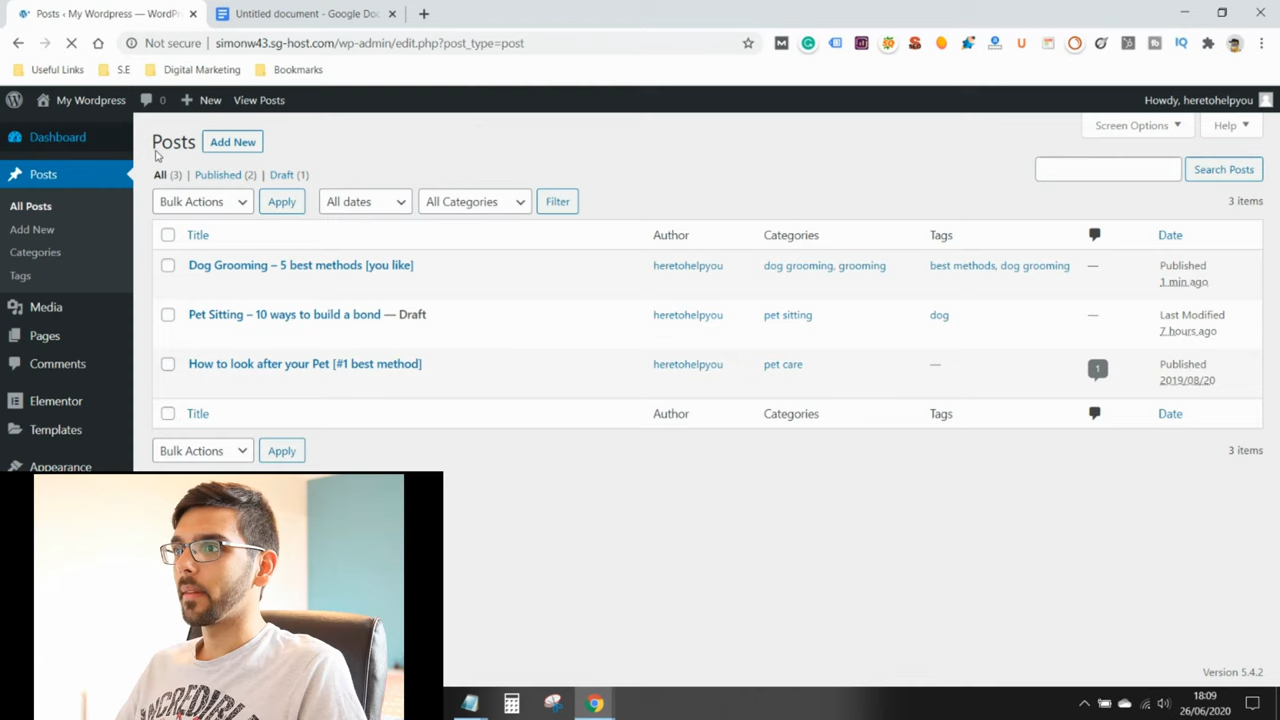 Posts ‹ My Wordpress — WordPr
Untitled document - Google Doc
Not secure
simonw43.sg-host.com/wp-admin/edit.php?post_type=post
Useful Links
S.E
Digital Marketing
Bookmarks
My Wordpress
0
New
View Posts
Howdy, heretohelpyou
Dashboard
Posts
All Posts
Add New
Categories
Tags
Media
Pages
Comments
Elementor
Templates
Appearance
Posts
Add New
Screen Options
Help
All (3) | Published (2) | Draft (1)
Search Posts
Bulk Actions
Apply
All dates
All Categories
Filter
3 items
Title
Author
Categories
Tags
Date
Dog Grooming – 5 best methods [you like]
heretohelpyou
dog grooming, grooming
best methods, dog grooming
—
Published
1 min ago
Pet Sitting – 10 ways to build a bond — Draft
heretohelpyou
pet sitting
dog
—
Last Modified
7 hours ago
How to look after your Pet [#1 best method]
heretohelpyou
pet care
—
1
Published
2019/08/20
Title
Author
Categories
Tags
Date
Bulk Actions
Apply
3 items
Version 5.4.2
18:09
26/06/2020